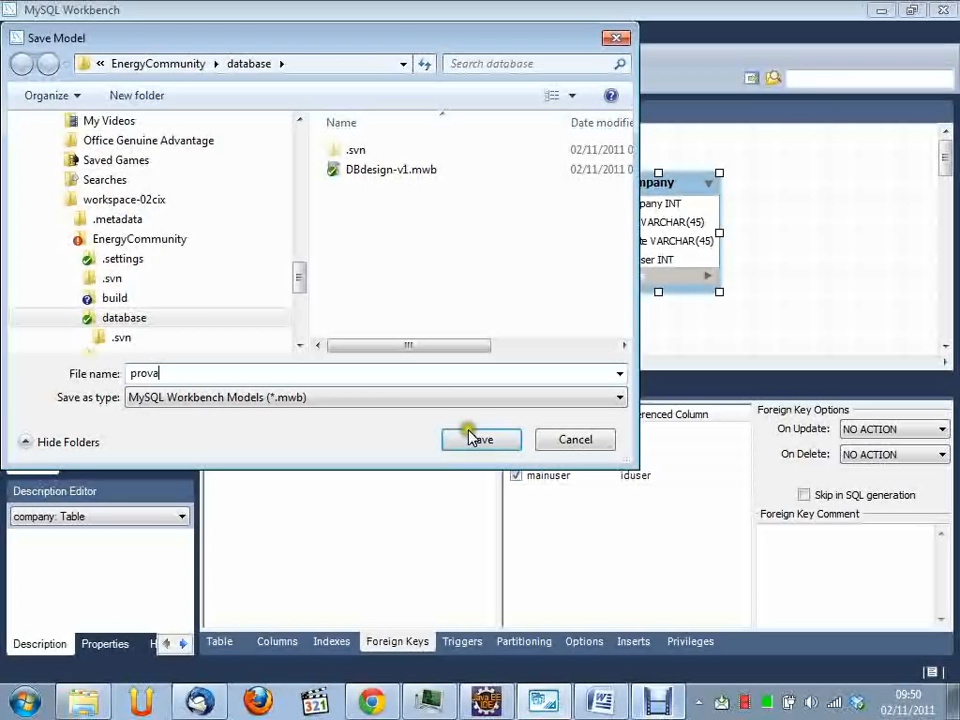 MySQL Workbench
Save Model
« EnergyCommunity database
Search database
Organize
New folder
My Videos
Office Genuine Advantage
Saved Games
Searches
workspace-02cix
.metadata
EnergyCommunity
.settings
.svn
build
database
.svn
Name
Date modifie
.svn
02/11/2011 0
DBdesign-v1.mwb
02/11/2011 0
File name: prova
Save as type: MySQL Workbench Models (*.mwb)
Hide Folders
Cancel
mpany
pany INT
VARCHAR(45)
te VARCHAR(45)
ser INT
erenced Column
mainuser iduser
Foreign Key Options
On Update: NO ACTION
On Delete: NO ACTION
Skip in SQL generation
Foreign Key Comment
Description Editor
company: Table
Description Properties H
Table Columns Indexes Foreign Keys Triggers Partitioning Options Inserts Privileges
321
Java EE
IDE
09:50
02/11/2011